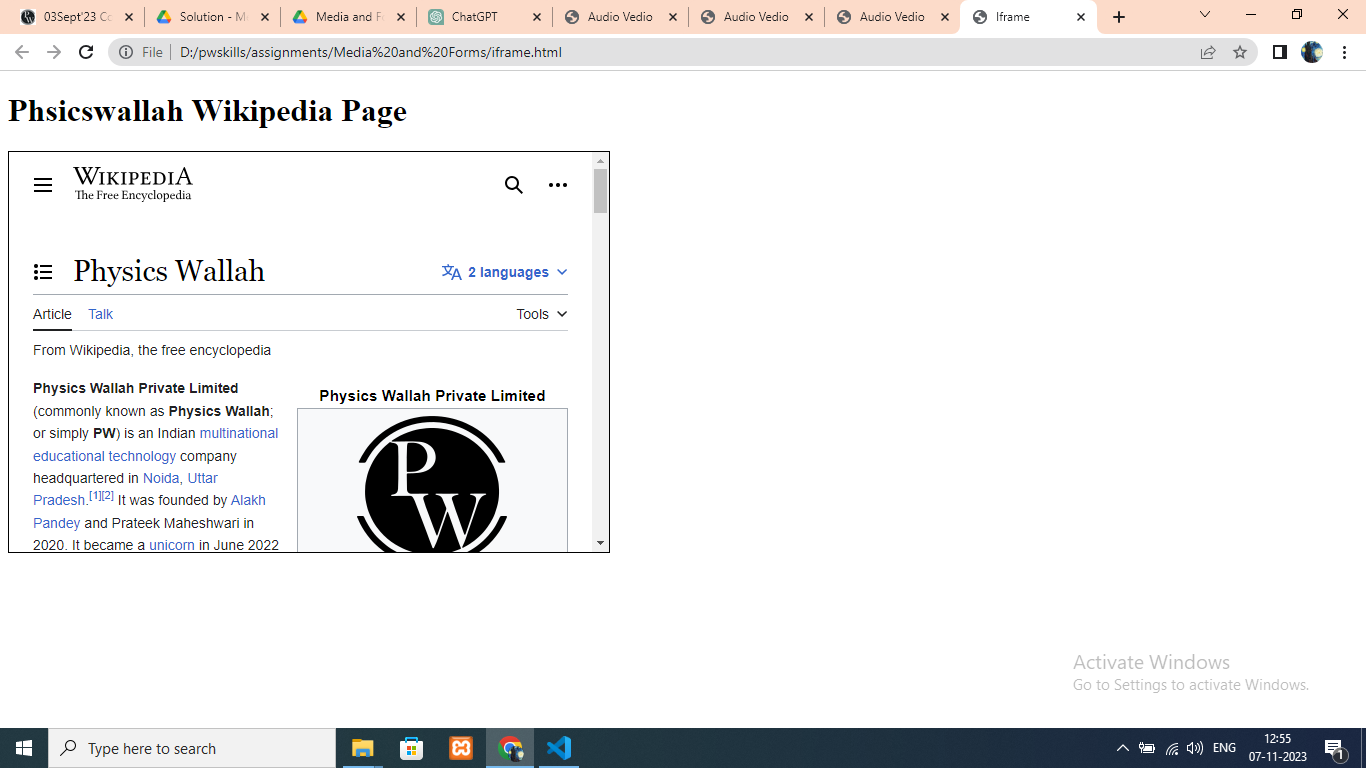 03Sept'23 Co
Solution - Me
Media and Fo
ChatGPT
Audio Vedio
Audio Vedio
Audio Vedio
Iframe
File
D:/pwskills/assignments/Media%20and%20Forms/iframe.html
Phsicswallah Wikipedia Page
WIKIPEDIA
The Free Encyclopedia
Physics Wallah
2 languages
Article
Talk
Tools
From Wikipedia, the free encyclopedia
Physics Wallah Private Limited
(commonly known as Physics Wallah;
or simply PW) is an Indian multinational
educational technology company
headquartered in Noida, Uttar
Pradesh.[1][2] It was founded by Alakh
Pandey and Prateek Maheshwari in
2020. It became a unicorn in June 2022
Physics Wallah Private Limited
P
W
Activate Windows
Go to Settings to activate Windows.
Type here to search
ENG
12:55
07-11-2023
1